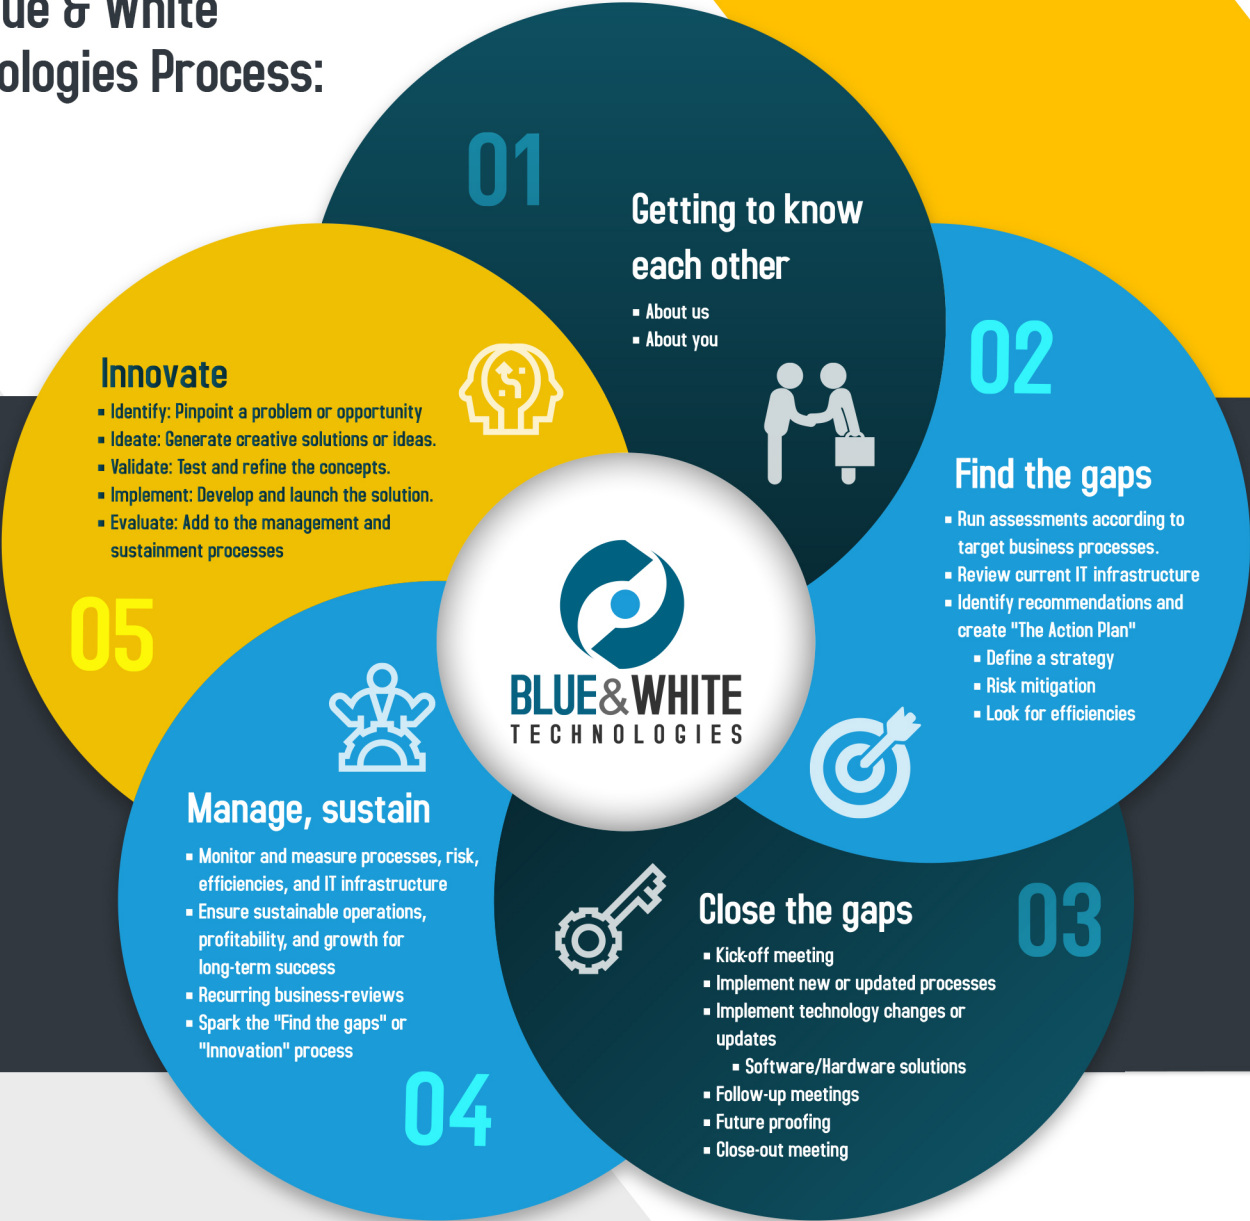 ue & White
ologies Process:
01
Getting to know
each other
▪ About us
▪ About you
02
Find the gaps
▪ Run assessments according to
target business processes.
▪ Review current IT infrastructure
▪ Identify recommendations and
create "The Action Plan"
▪ Define a strategy
▪ Risk mitigation
▪ Look for efficiencies
03
Close the gaps
▪ Kick-off meeting
▪ Implement new or updated processes
▪ Implement technology changes or
updates
▪ Software/Hardware solutions
▪ Follow-up meetings
▪ Future proofing
▪ Close-out meeting
Manage, sustain
▪ Monitor and measure processes, risk,
efficiencies, and IT infrastructure
▪ Ensure sustainable operations,
profitability, and growth for
long-term success
▪ Recurring business-reviews
▪ Spark the "Find the gaps" or
"Innovation" process
04
Innovate
▪ Identify: Pinpoint a problem or opportunity
▪ Ideate: Generate creative solutions or ideas.
▪ Validate: Test and refine the concepts.
▪ Implement: Develop and launch the solution.
▪ Evaluate: Add to the management and
sustainment processes
05
BLUE&WHITE
TECHNOLOGIES